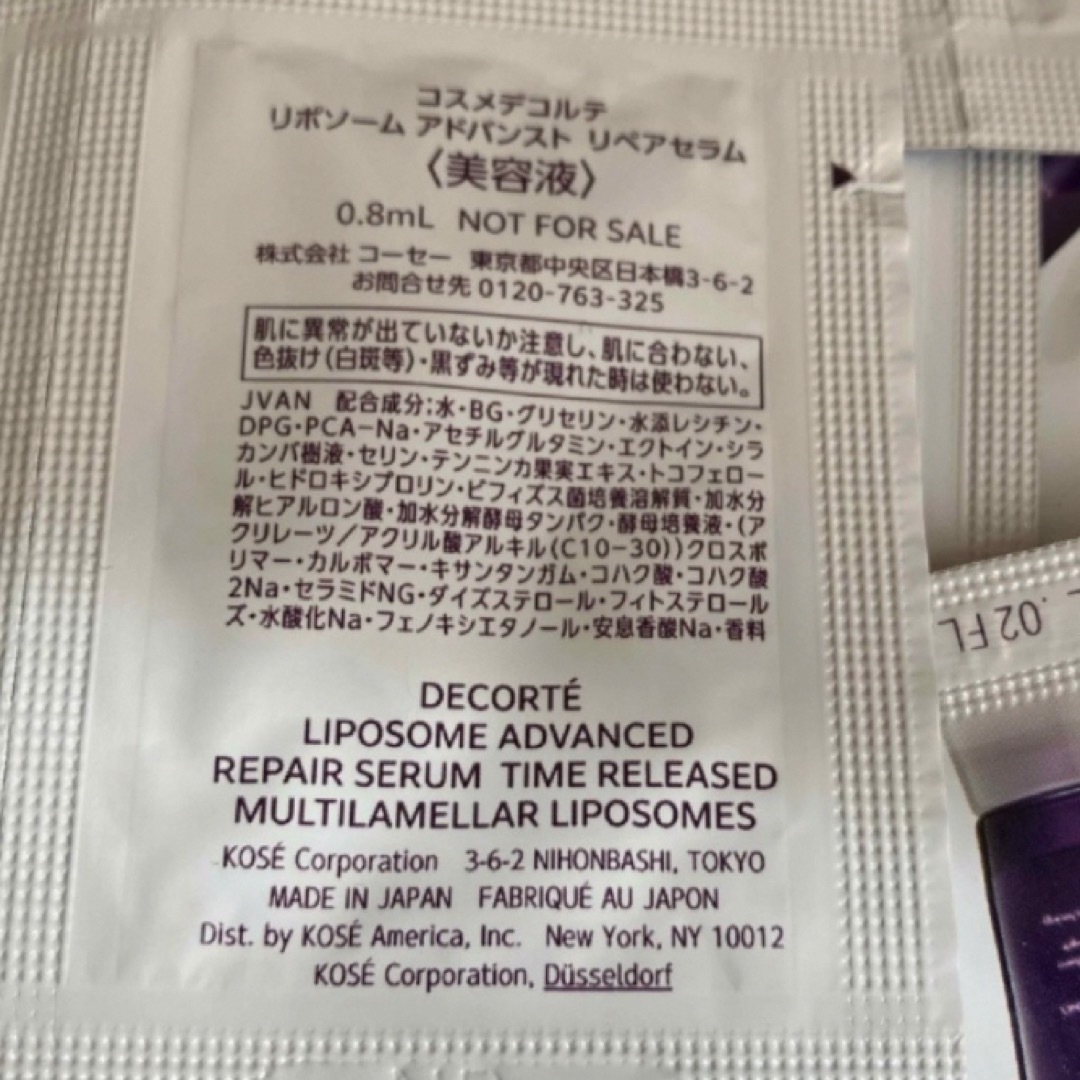 コスメデコルテ
リポソーム アドバンスト リペアセラム
〈美容液〉
0.8mL NOT FOR SALE
株式会社 コーセー 東京都中央区日本橋3-6-2
お問合せ先 0120-763-325
肌に異常が出ていないか注意し、肌に合わない、
色抜け(白斑等)・黒ずみ等が現れた時は使わない。
JVAN 配合成分:水・BG・グリセリン・水添レシチン・
DPG・PCA-Na・アセチルグルタミン・エクトイン・シラ
カンバ樹液・セリン・テンニンカ果実エキス・トコフェロー
ル・ヒドロキシプロリン・ビフィズス菌培養溶解質・加水分
解ヒアルロン酸・加水分解酵母タンパク・酵母培養液・(ア
クリレーツ/アクリル酸アルキル(C10-30))クロスポ
リマー・カルボマー・キサンタンガム・コハク酸・コハク酸
2Na・セラミドNG・ダイズステロール・フィトステロール
ズ・水酸化Na・フェノキシエタノール・安息香酸Na・香料
DECORTÉ
LIPOSOME ADVANCED
REPAIR SERUM TIME RELEASED
MULTILAMELLAR LIPOSOMES
KOSÉ Corporation 3-6-2 NIHONBASHI, TOKYO
MADE IN JAPAN FABRIQUÉ AU JAPON
Dist. by KOSÉ America, Inc. New York, NY 10012
KOSÉ Corporation, Düsseldorf
.02 FL